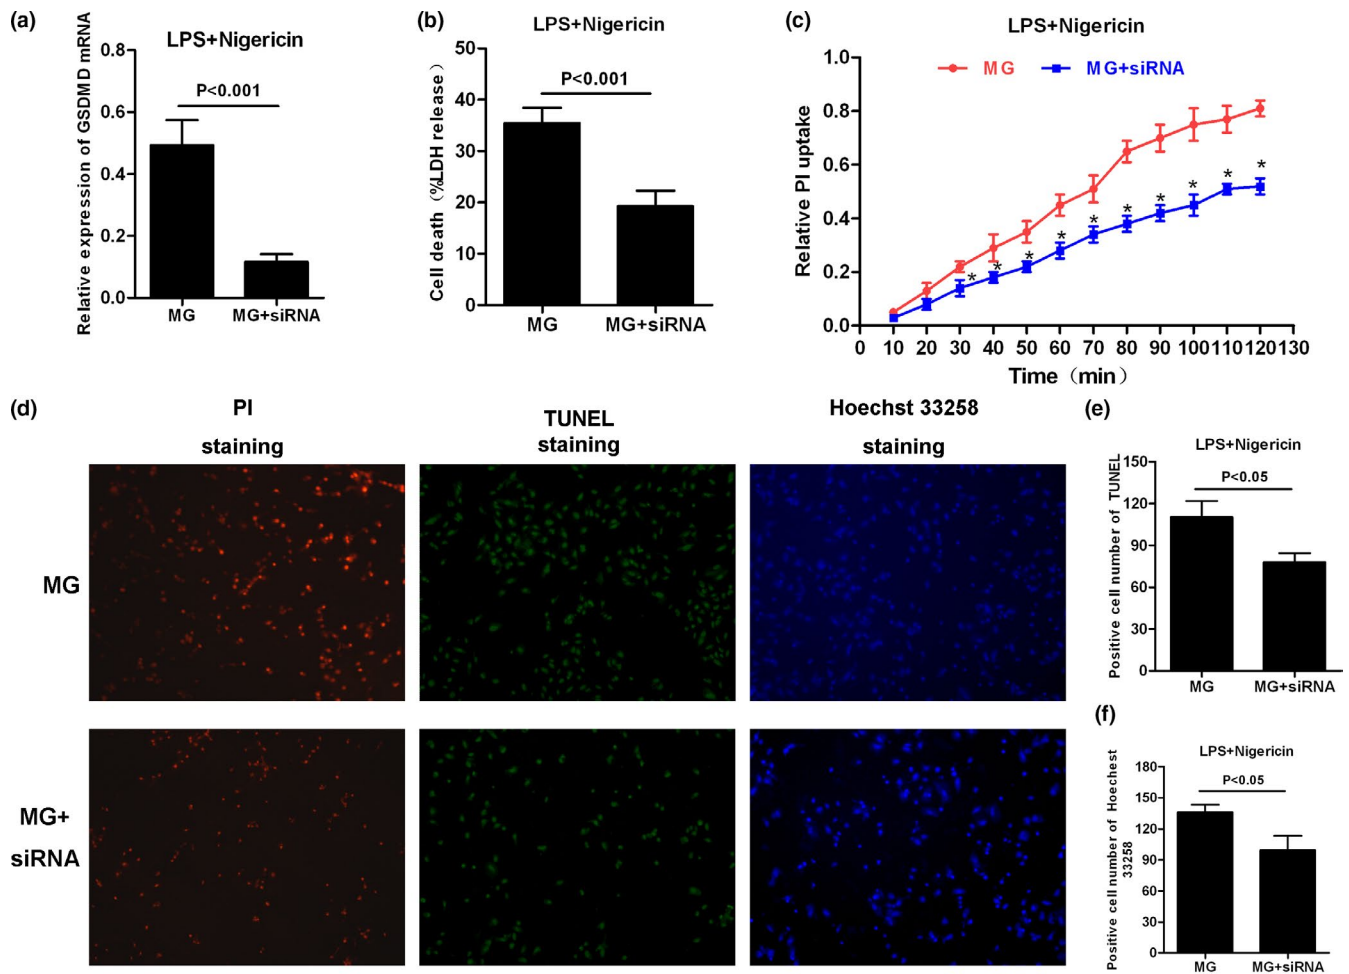 (a)
LPS+Nigericin
Relative expression of GSDMD mRNA
0.8
0.6
0.4
0.2
0.0
P<0.001
MG
MG+siRNA
(b)
LPS+Nigericin
Cell death（%LDH release）
50
40
30
20
10
0
P<0.001
MG
MG+siRNA
(c)
LPS+Nigericin
MG
MG+siRNA
Relative PI uptake
1.0
0.8
0.6
0.4
0.2
0.0
* * * * * * * * * *
0 10 20 30 40 50 60 70 80 90 100 110 120 130
Time（min）
(d)
PI
staining
TUNEL
staining
Hoechst 33258
staining
MG
MG+
siRNA
(e)
LPS+Nigericin
Positive cell number of TUNEL
150
120
90
60
30
0
P<0.05
MG
MG+siRNA
(f)
LPS+Nigericin
Positive cell number of Hoechest
33258
180
150
120
90
60
30
0
P<0.05
MG
MG+siRNA